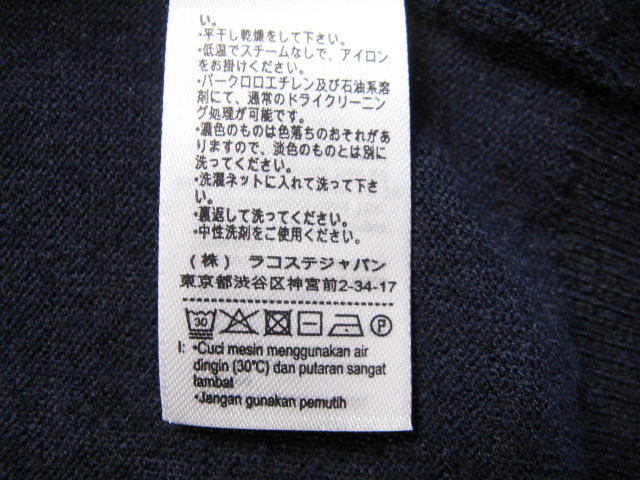 い。
・平干し乾燥をして下さい。
・低温でスチームなしで、アイロン
をお掛けください。
・パークロロエチレン及び石油系溶
剤にて、通常のドライクリーニン
グ処理が可能です。
・濃色のものは色落ちのおそれがあ
りますので、淡色のものとは別に
洗ってください。
・洗濯ネットに入れて洗って下さ
い。
・裏返して洗ってください。
・中性洗剤をご使用ください。
(株) ラコステジャパン
東京都渋谷区神宮前2-34-17
30 P
I: •Cuci mesin menggunakan air
dingin (30°C) dan putaran sangat
lambat
•Jangan gunakan pemutih